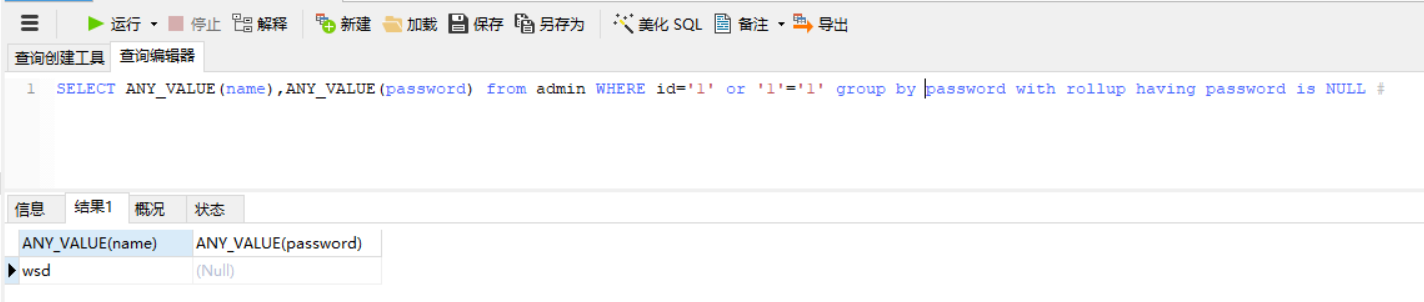 运行 停止 解释 新建 加载 保存 另存为 美化 SQL 备注 导出
查询创建工具 查询编辑器
1 SELECT ANY_VALUE(name),ANY_VALUE(password) from admin WHERE id='1' or '1'='1' group by password with rollup having password is NULL #
信息 结果1 概况 状态
ANY_VALUE(name) ANY_VALUE(password)
wsd (Null)